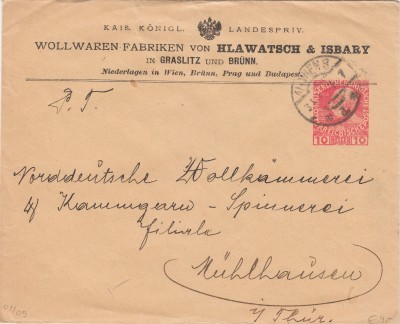 KAIS. KÖNIGL. LANDESPRIV.
WOLLWAREN-FABRIKEN VON HLAWATSCH & ISBARY
IN GRASLITZ UND BRÜNN.
Niederlagen in Wien, Brünn, Prag und Budapest.
P. T.
10 10
Norddeutsche Wollkämmerei
& Kammgarn-Spinnerei
Filiale
Mühlhausen
i/ Thür.